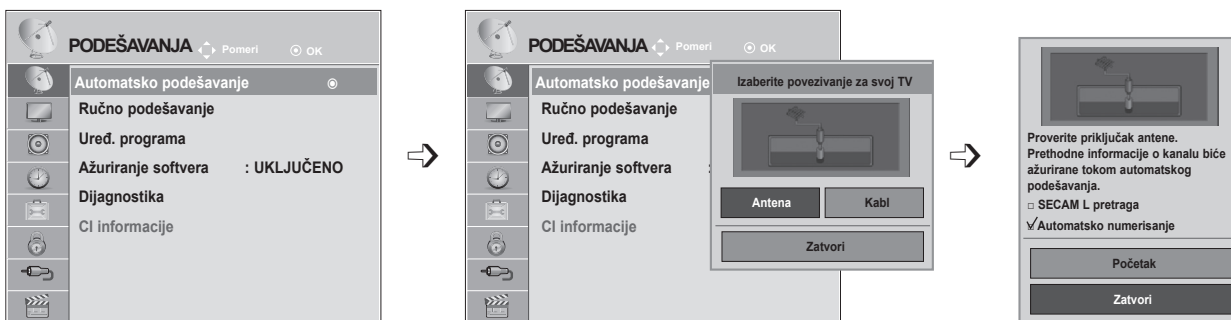 PODEŠAVANJA Pomeri OK
Automatsko podešavanje
Ručno podešavanje
Uređ. programa
Ažuriranje softvera : UKLJUČENO
Dijagnostika
CI informacije
PODEŠAVANJA Pomeri OK
Automatsko podešavanje
Ručno podešavanje
Uređ. programa
Ažuriranje softvera :
Dijagnostika
CI informacije
Izaberite povezivanje za svoj TV
Antena Kabl
Zatvori
Proverite priključak antene.
Prethodne informacije o kanalu biće
ažurirane tokom automatskog
podešavanja.
□ SECAM L pretraga
☑ Automatsko numerisanje
Početak
Zatvori